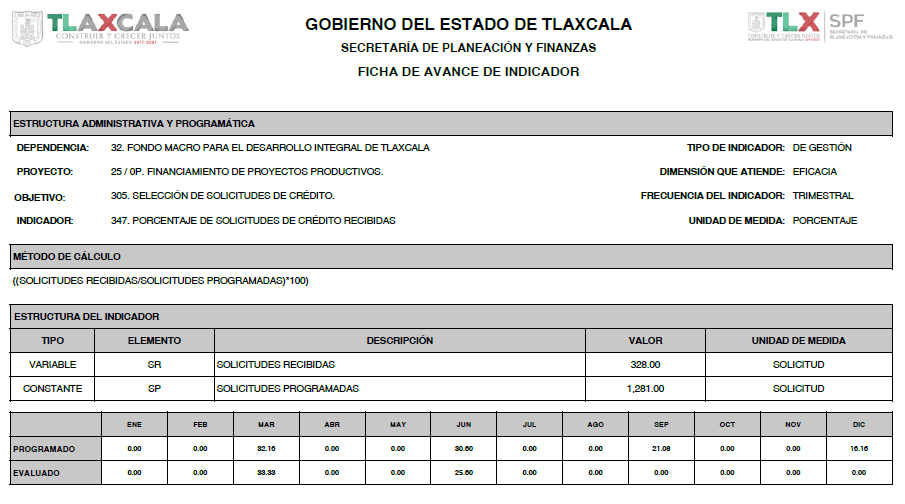 TLAXCALA
CONSTRUIR Y CRECER JUNTOS
GOBIERNO DEL ESTADO 2017-2021
GOBIERNO DEL ESTADO DE TLAXCALA
SECRETARÍA DE PLANEACIÓN Y FINANZAS
FICHA DE AVANCE DE INDICADOR
TLX
CONSTRUIR Y CRECER JUNTOS
SPF
SECRETARÍA DE
PLANEACIÓN Y FINANZAS
ESTRUCTURA ADMINISTRATIVA Y PROGRAMÁTICA
DEPENDENCIA: 32. FONDO MACRO PARA EL DESARROLLO INTEGRAL DE TLAXCALA TIPO DE INDICADOR: DE GESTIÓN
PROYECTO: 25 / 0P. FINANCIAMIENTO DE PROYECTOS PRODUCTIVOS. DIMENSIÓN QUE ATIENDE: EFICACIA
OBJETIVO: 305. SELECCIÓN DE SOLICITUDES DE CRÉDITO. FRECUENCIA DEL INDICADOR: TRIMESTRAL
INDICADOR: 347. PORCENTAJE DE SOLICITUDES DE CRÉDITO RECIBIDAS UNIDAD DE MEDIDA: PORCENTAJE
MÉTODO DE CÁLCULO
((SOLICITUDES RECIBIDAS/SOLICITUDES PROGRAMADAS)*100)
ESTRUCTURA DEL INDICADOR
TIPO ELEMENTO DESCRIPCIÓN VALOR UNIDAD DE MEDIDA
VARIABLE SR SOLICITUDES RECIBIDAS 328.00 SOLICITUD
CONSTANTE SP SOLICITUDES PROGRAMADAS 1,281.00 SOLICITUD
ENE FEB MAR ABR MAY JUN JUL AGO SEP OCT NOV DIC
PROGRAMADO 0.00 0.00 32.16 0.00 0.00 30.60 0.00 0.00 21.08 0.00 0.00 16.16
EVALUADO 0.00 0.00 33.33 0.00 0.00 25.60 0.00 0.00 0.00 0.00 0.00 0.00